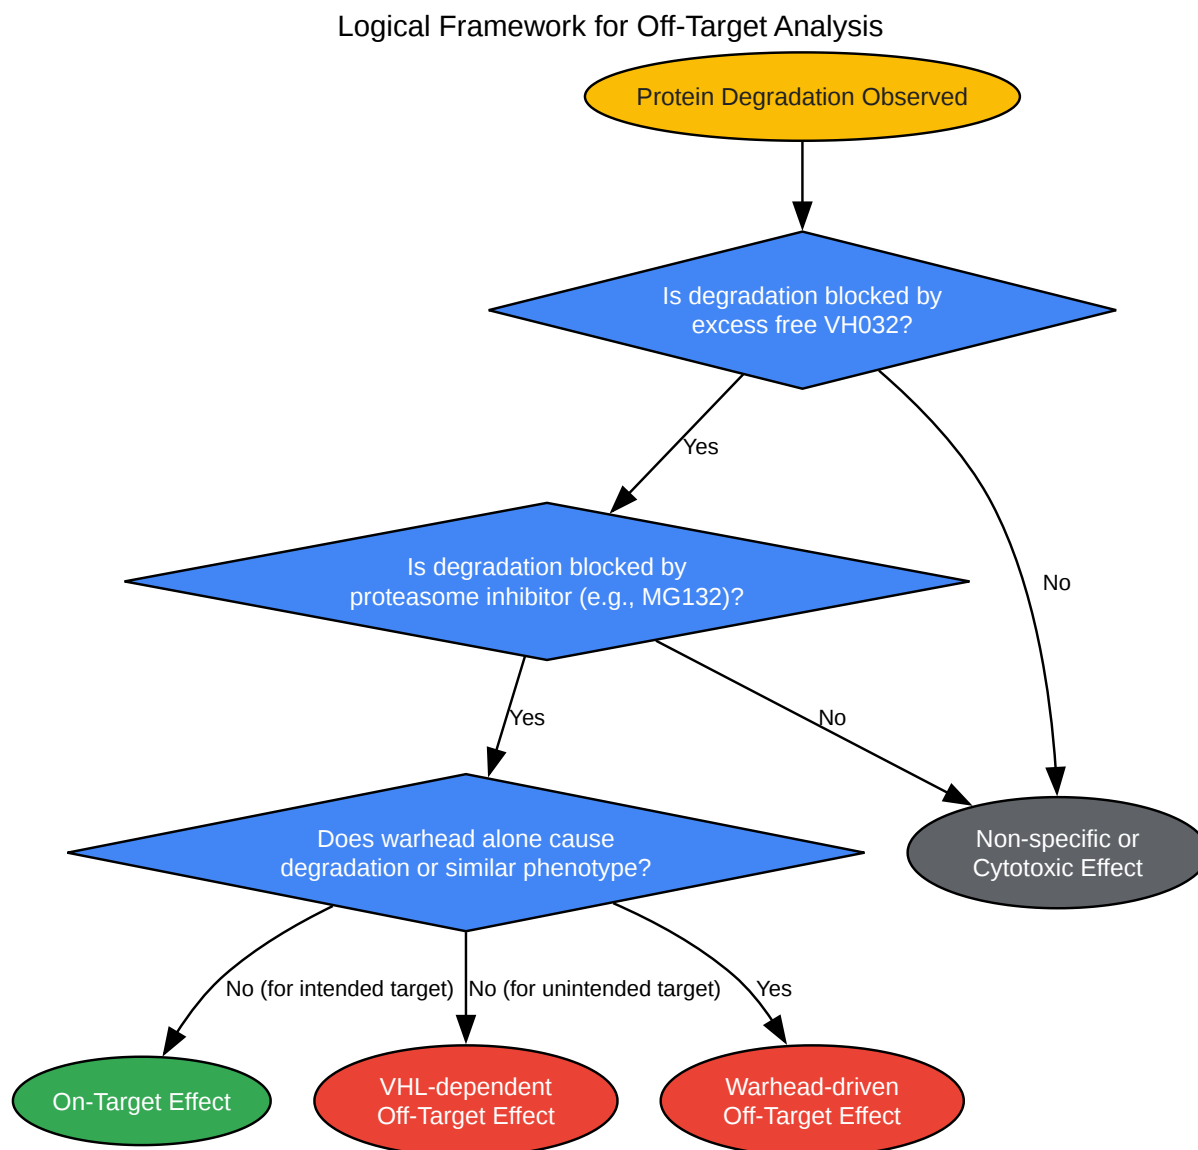 Logical Framework for Off-Target Analysis
Protein Degradation Observed
Is degradation blocked by
excess free VH032?
Yes
No
Is degradation blocked by
proteasome inhibitor (e.g., MG132)?
Yes
No
Does warhead alone cause
degradation or similar phenotype?
Non-specific or
Cytotoxic Effect
No (for intended target)
No (for unintended target)
Yes
On-Target Effect
VHL-dependent
Off-Target Effect
Warhead-driven
Off-Target Effect